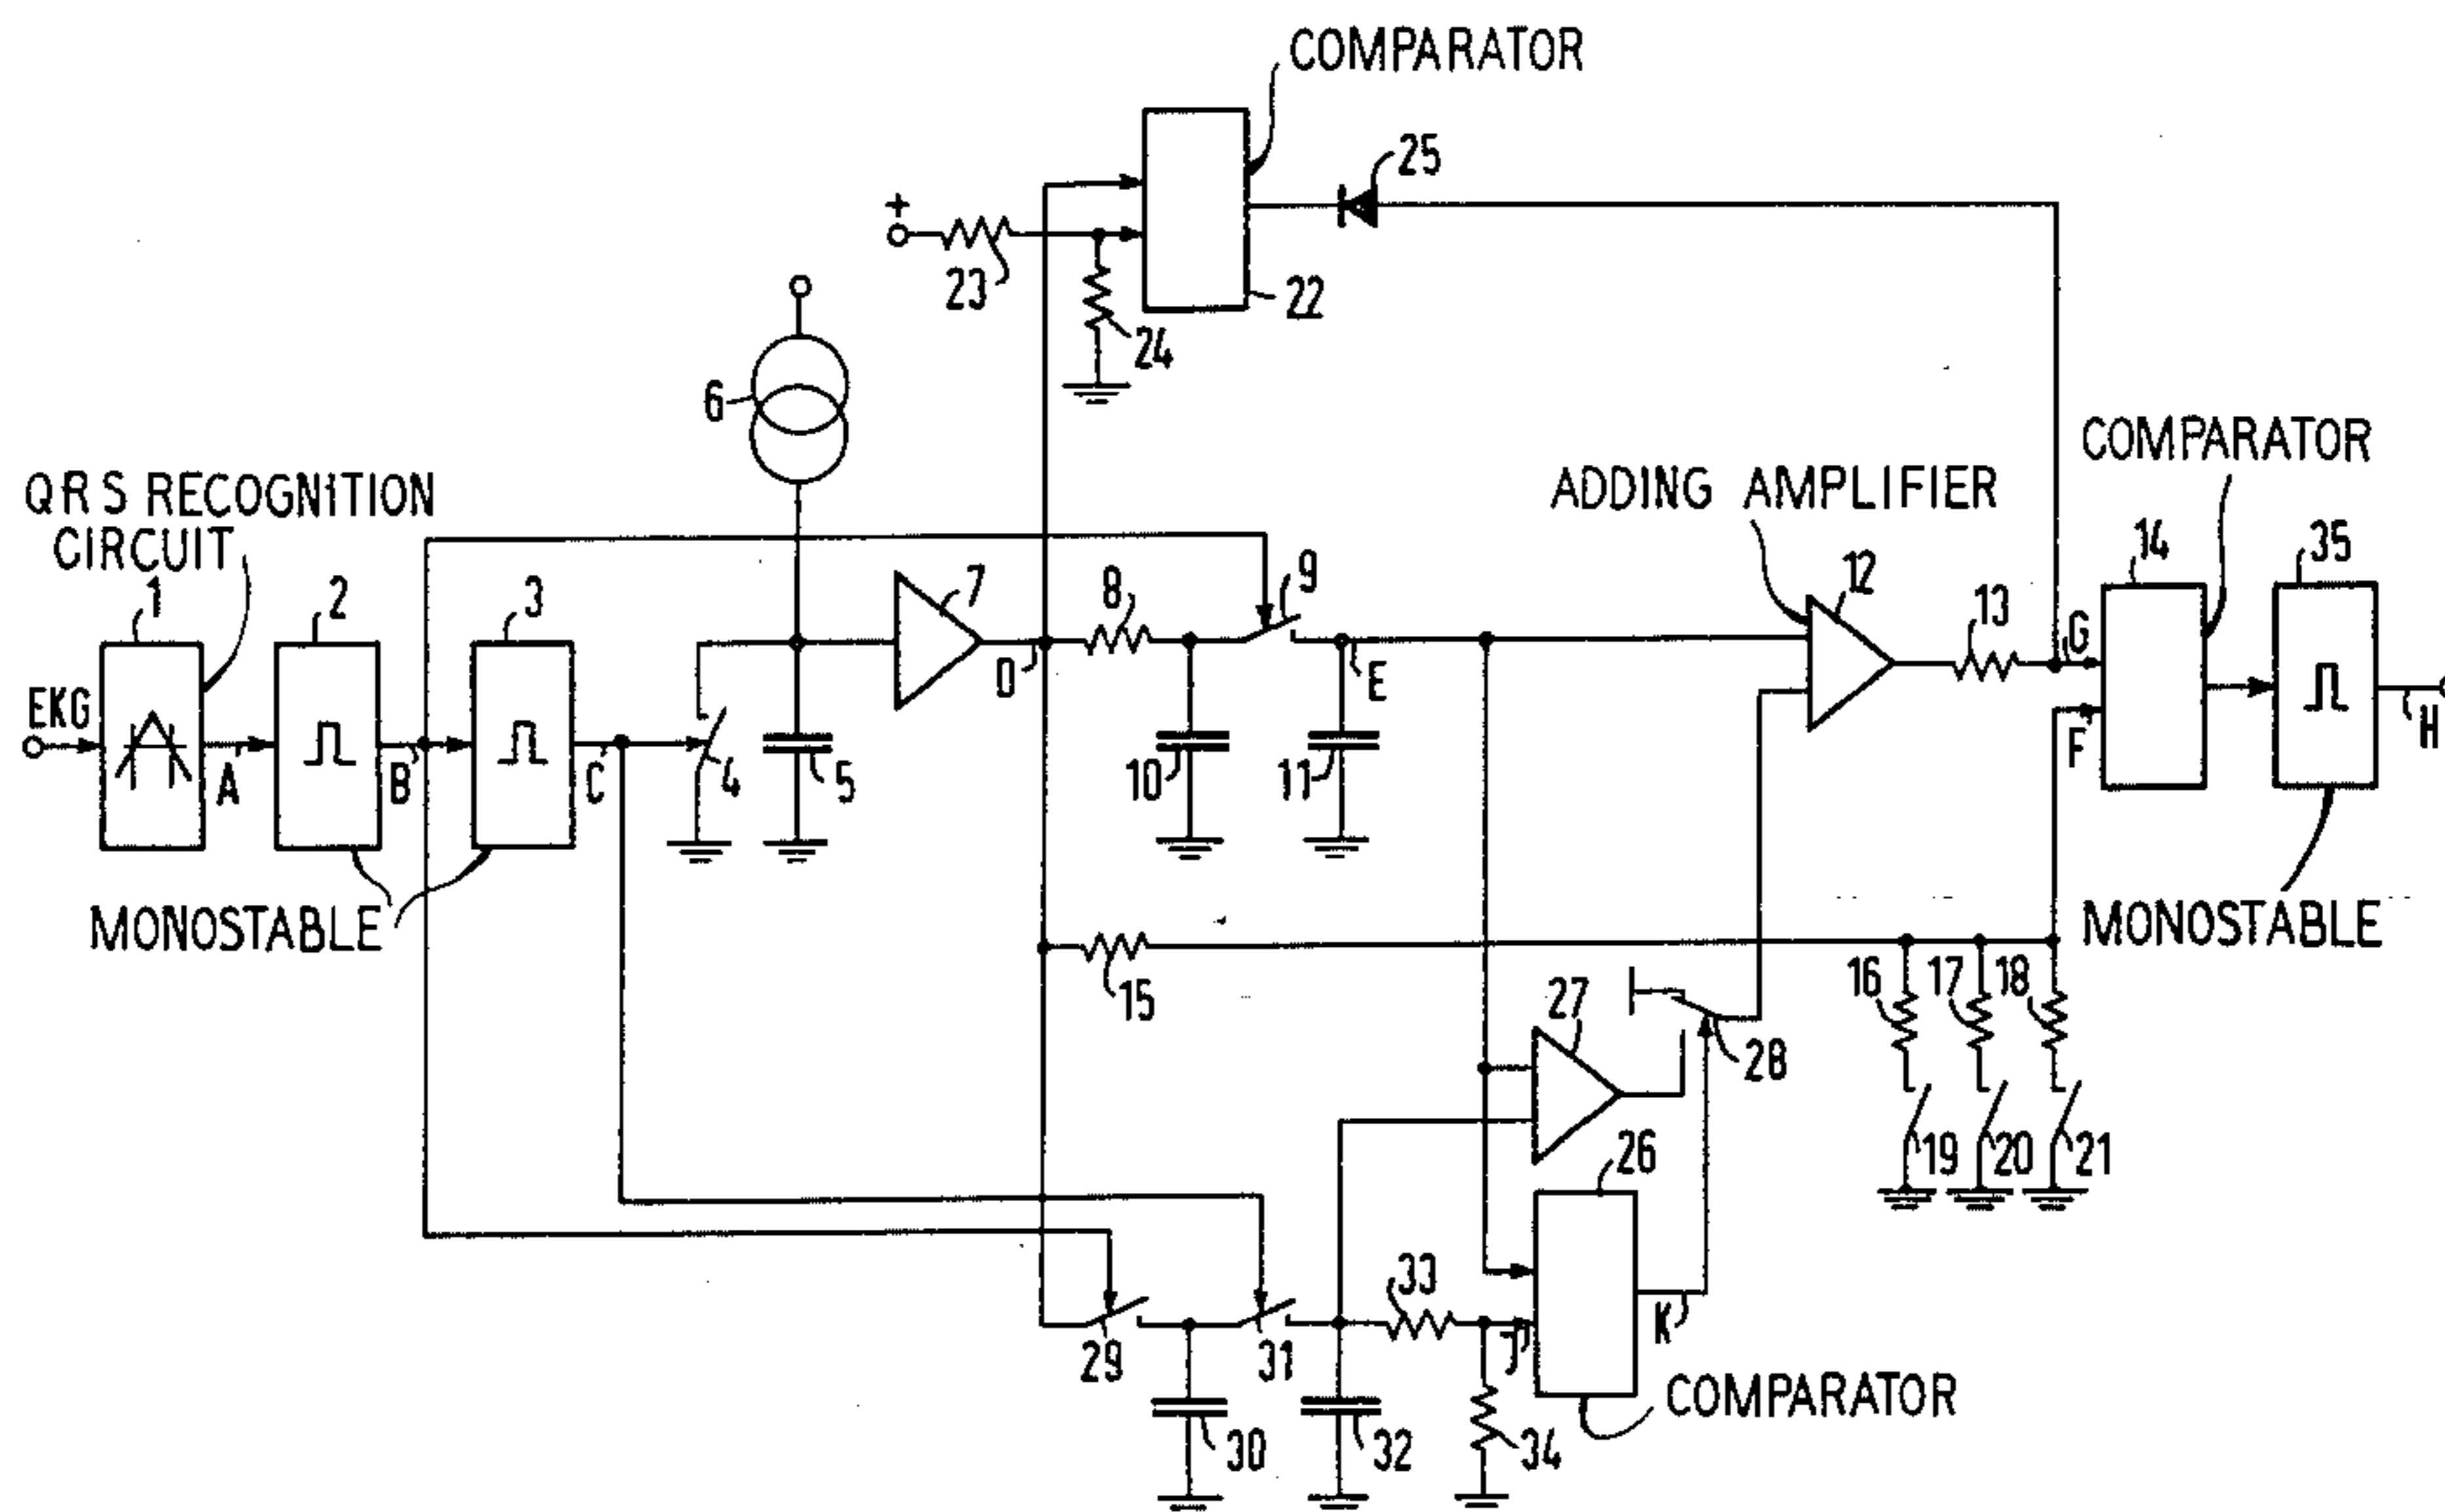 COMPARATOR
25
+
23
22
24
6
COMPARATOR
QRS RECOGNITION
CIRCUIT
ADDING AMPLIFIER
1
2
3
7
8
9
12
13
14
35
EKG
A
B
C
4
5
D
10
11
E
G
F
H
MONOSTABLE
MONOSTABLE
15
16
17
18
27
28
19
20
21
26
33
29
31
J
K
30
32
34
COMPARATOR